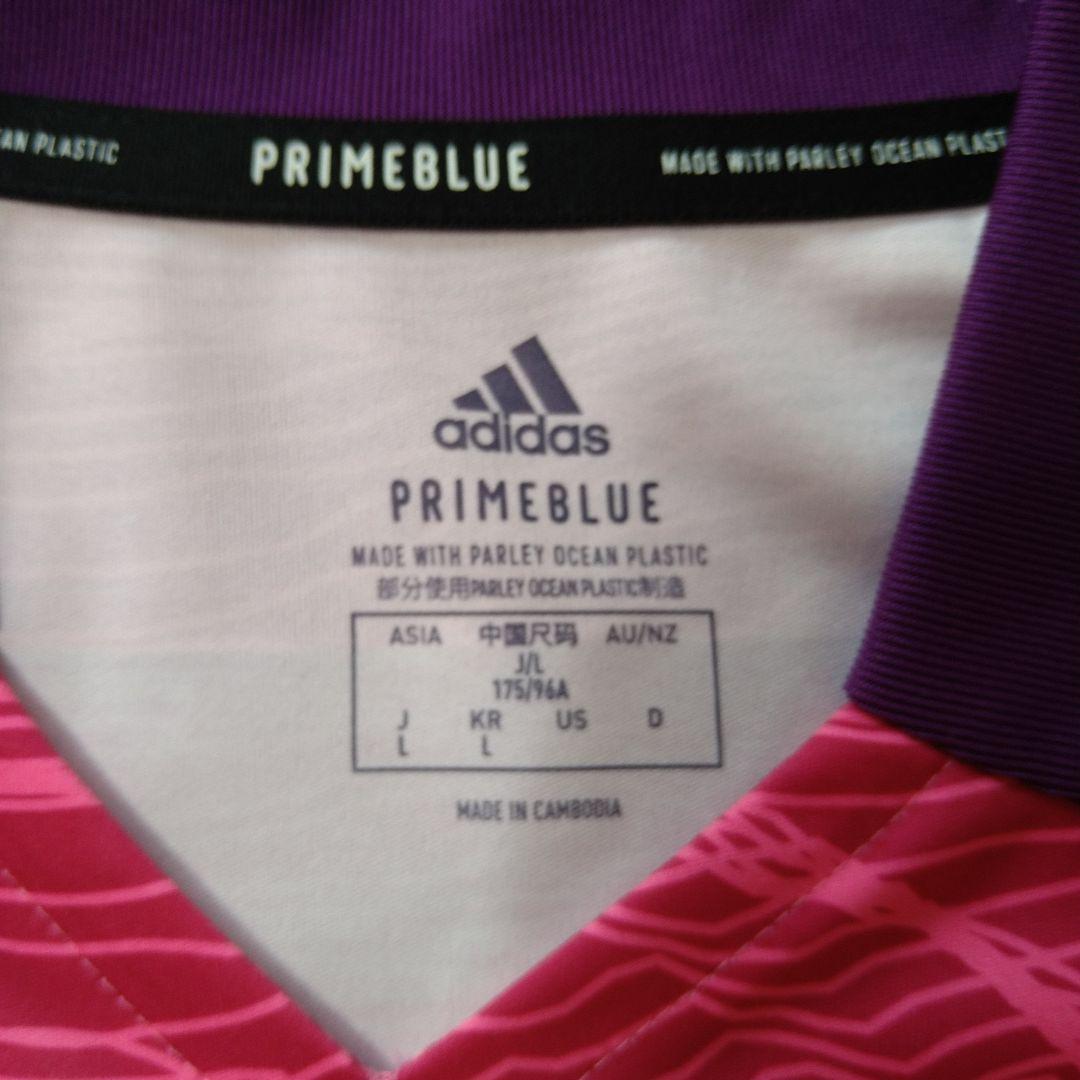 AN PLASTIC PRIMEBLUE MADE WITH PARLEY OCEAN PLAST
adidas
PRIMEBLUE
MADE WITH PARLEY OCEAN PLASTIC
部分使用PARLEY OCEAN PLASTIC制造
ASIA 中国尺码 AU/NZ
J/L
175/96A
J KR US D
L L
MADE IN CAMBODIA